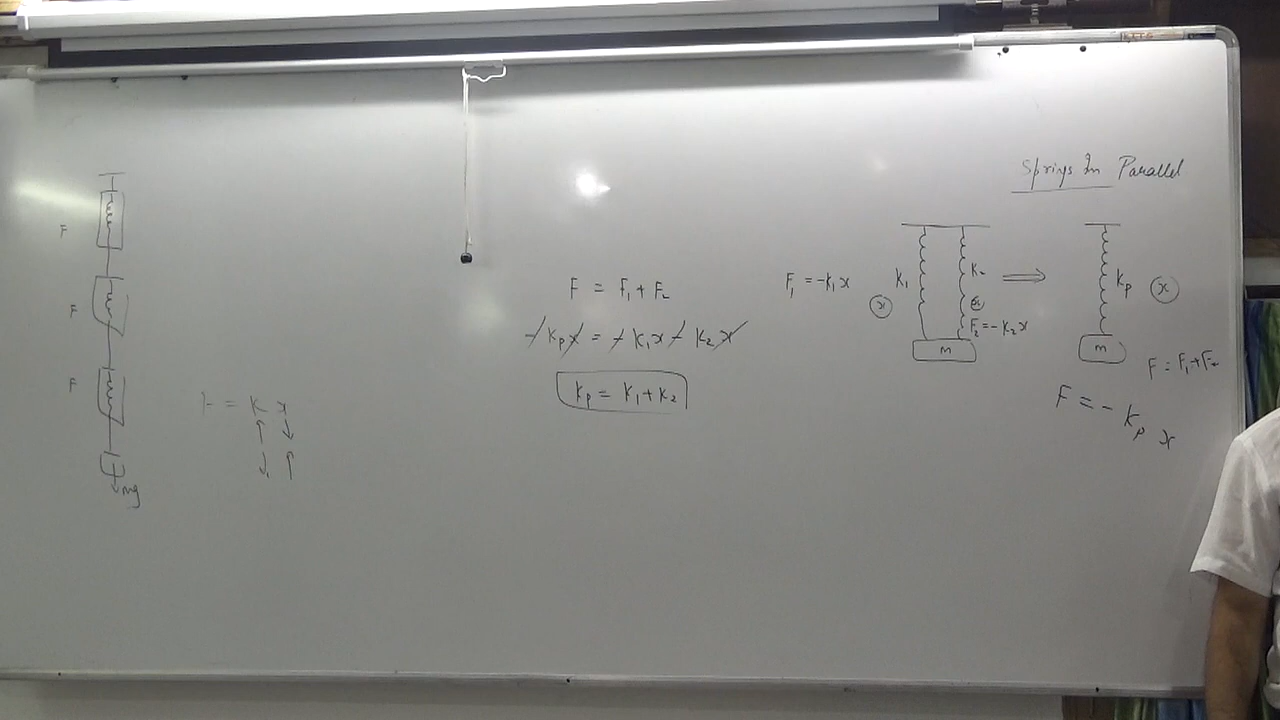 Springs In Parallel
F
F
F
mg
F = K x
F = F₁ + F₂
-Kₚx = -K₁x - K₂x
Kₚ = K₁ + K₂
F₁ = -K₁x
K₁
x
K₂
x
F₂ = -K₂x
m
Kₚ
x
m
F = F₁ + F₂
F = - Kₚ x